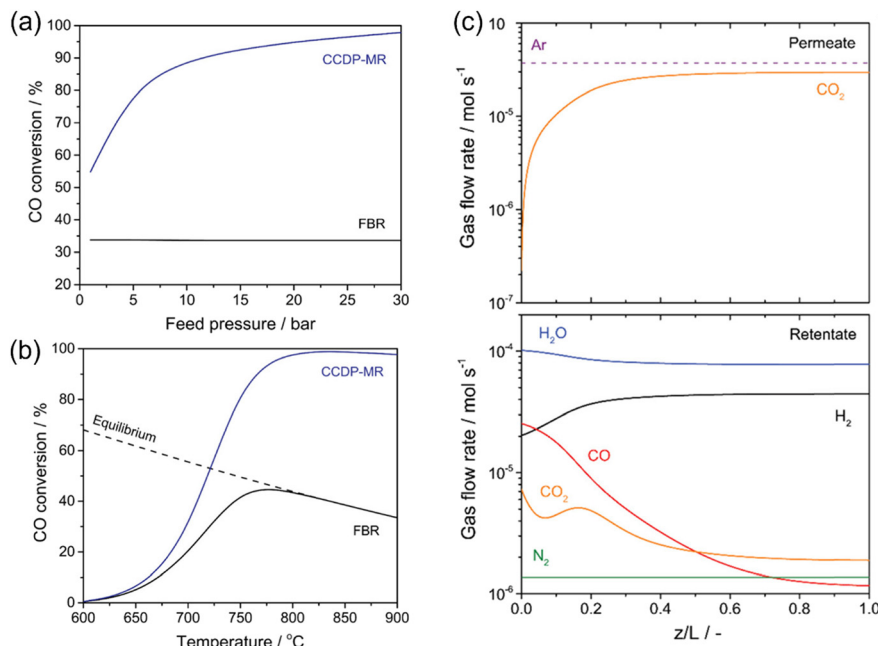 (a)
CO conversion / %
100
90
80
70
60
50
40
30
20
CCDP-MR
FBR
0
5
10
15
20
25
30
Feed pressure / bar
(b)
CO conversion / %
100
80
60
40
20
0
Equilibrium
CCDP-MR
FBR
600
650
700
750
800
850
900
Temperature / °C
(c)
Gas flow rate / mol s⁻¹
10⁻⁵
10⁻⁶
10⁻⁷
Ar
Permeate
CO₂
Gas flow rate / mol s⁻¹
10⁻⁴
10⁻⁵
10⁻⁶
H₂O
Retentate
H₂
CO
CO₂
N₂
0.0
0.2
0.4
0.6
0.8
1.0
z/L / -